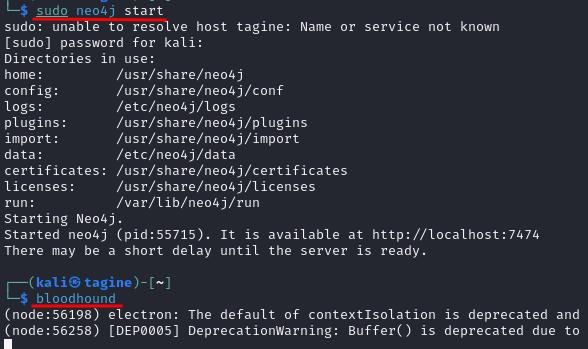 └─$ sudo neo4j start
sudo: unable to resolve host tagine: Name or service not known
[sudo] password for kali:
Directories in use:
home:         /usr/share/neo4j
config:       /usr/share/neo4j/conf
logs:         /etc/neo4j/logs
plugins:      /usr/share/neo4j/plugins
import:       /usr/share/neo4j/import
data:         /etc/neo4j/data
certificates: /usr/share/neo4j/certificates
licenses:     /usr/share/neo4j/licenses
run:          /var/lib/neo4j/run
Starting Neo4j.
Started neo4j (pid:55715). It is available at http://localhost:7474
There may be a short delay until the server is ready.
┌──(kali㉿tagine)-[~]
└─$ bloodhound
(node:56198) electron: The default of contextIsolation is deprecated and
(node:56258) [DEP0005] DeprecationWarning: Buffer() is deprecated due to